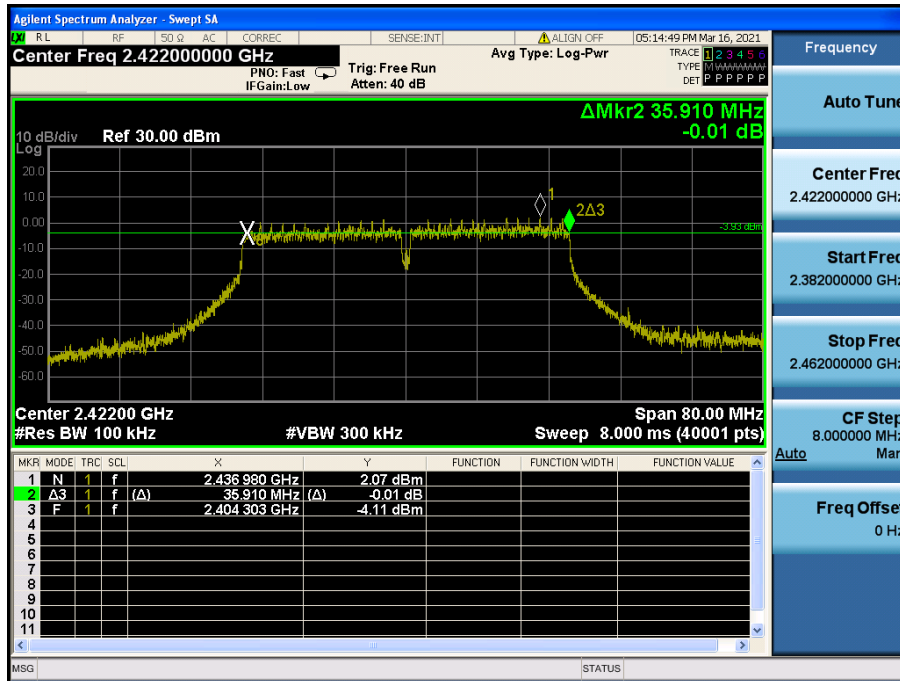 Agilent Spectrum Analyzer - Swept SA
LXI RL RF 50 Ω AC CORREC SENSE:INT ALIGN OFF 05:14:49 PM Mar 16, 2021
Center Freq 2.422000000 GHz
PNO: Fast
IFGain:Low
Trig: Free Run
Atten: 40 dB
Avg Type: Log-Pwr
TRACE 1 2 3 4 5 6
TYPE M WWWWW
DET P P P P P P
ΔMkr2 35.910 MHz
-0.01 dB
10 dB/div Ref 30.00 dBm
Log
20.0
10.0
0.00
-10.0
-20.0
-30.0
-40.0
-50.0
-60.0
1
2Δ3
-3.93 dBm
Center 2.42200 GHz Span 80.00 MHz
#Res BW 100 kHz #VBW 300 kHz Sweep 8.000 ms (40001 pts)
MKR MODE TRC SCL X Y FUNCTION FUNCTION WIDTH FUNCTION VALUE
1 N 1 f 2.436 980 GHz 2.07 dBm
2 Δ3 1 f (Δ) 35.910 MHz (Δ) -0.01 dB
3 F 1 f 2.404 303 GHz -4.11 dBm
4
5
6
7
8
9
10
11
MSG STATUS
Frequency
Auto Tune
Center Freq
2.422000000 GHz
Start Freq
2.382000000 GHz
Stop Freq
2.462000000 GHz
CF Step
8.000000 MHz
Auto Man
Freq Offset
0 Hz